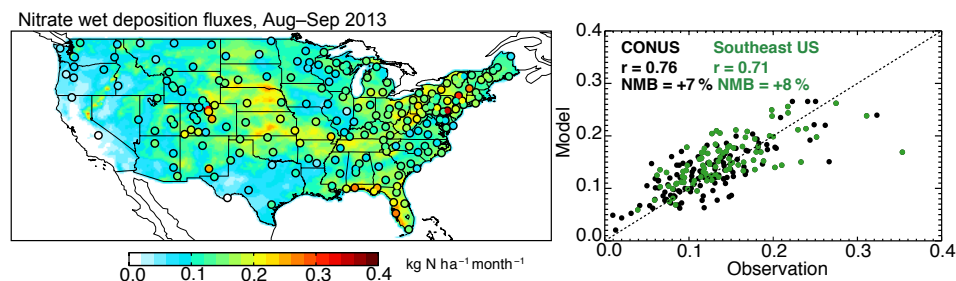 Nitrate wet deposition fluxes, Aug–Sep 2013
0.0 0.1 0.2 0.3 0.4 kg N ha⁻¹ month⁻¹
0.4
0.3
0.2
0.1
0.0
Model
CONUS Southeast US
r = 0.76 r = 0.71
NMB = +7 % NMB = +8 %
0.0 0.1 0.2 0.3 0.4
Observation